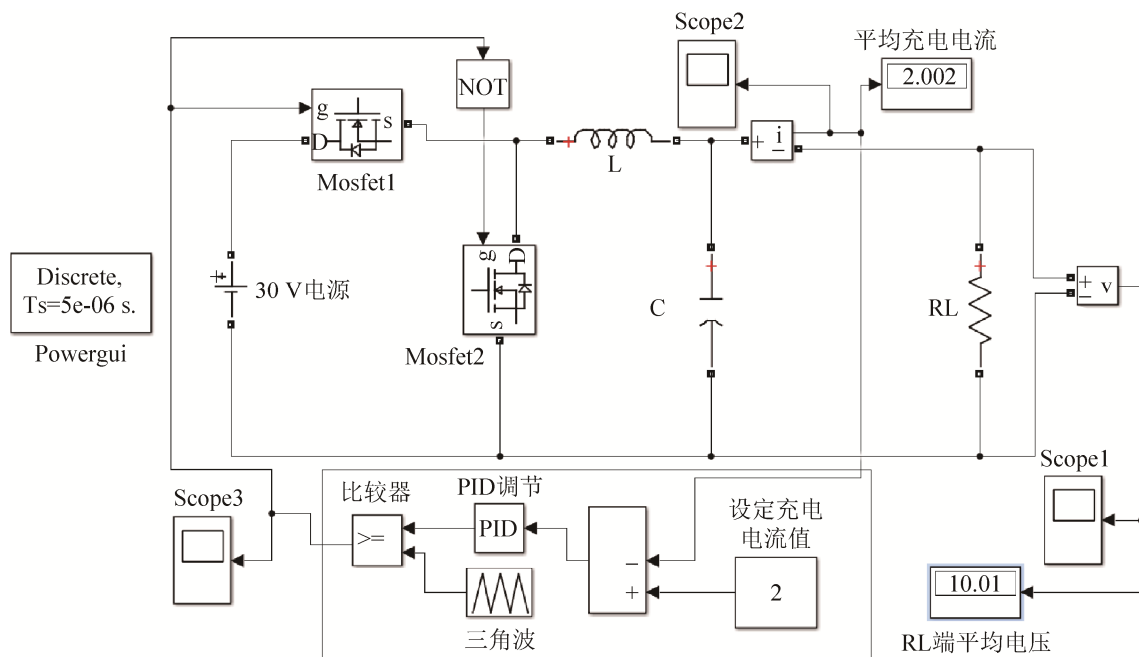 Scope2
平均充电电流
2.002
NOT
g
s
D
Mosfet1
L
+
i
−
+
Discrete,
Ts=5e-06 s.
Powergui
+
30 V电源
g
D
s
Mosfet2
+
C
+
RL
+
−
v
Scope1
Scope3
比较器
>=
PID调节
PID
三角波
−
+
设定充电
电流值
2
10.01
RL端平均电压